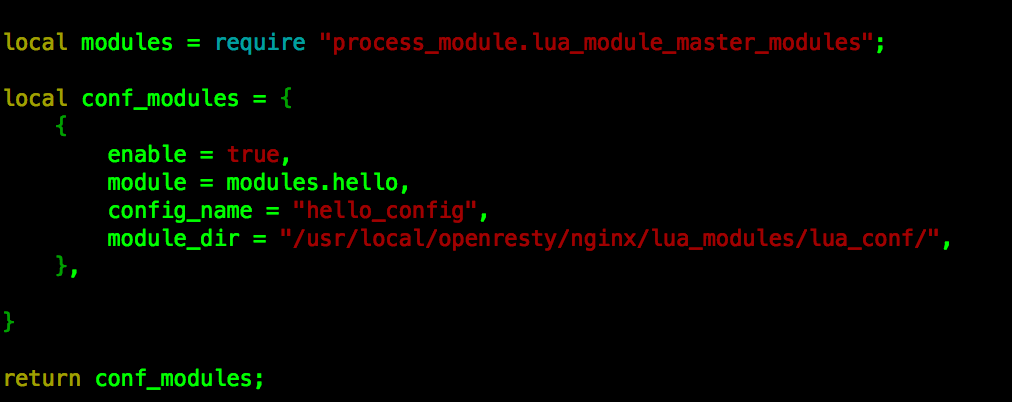 local modules = require "process_module.lua_module_master_modules";
local conf_modules = {
    {
        enable = true,
        module = modules.hello,
        config_name = "hello_config",
        module_dir = "/usr/local/openresty/nginx/lua_modules/lua_conf/",
    },
}
return conf_modules;